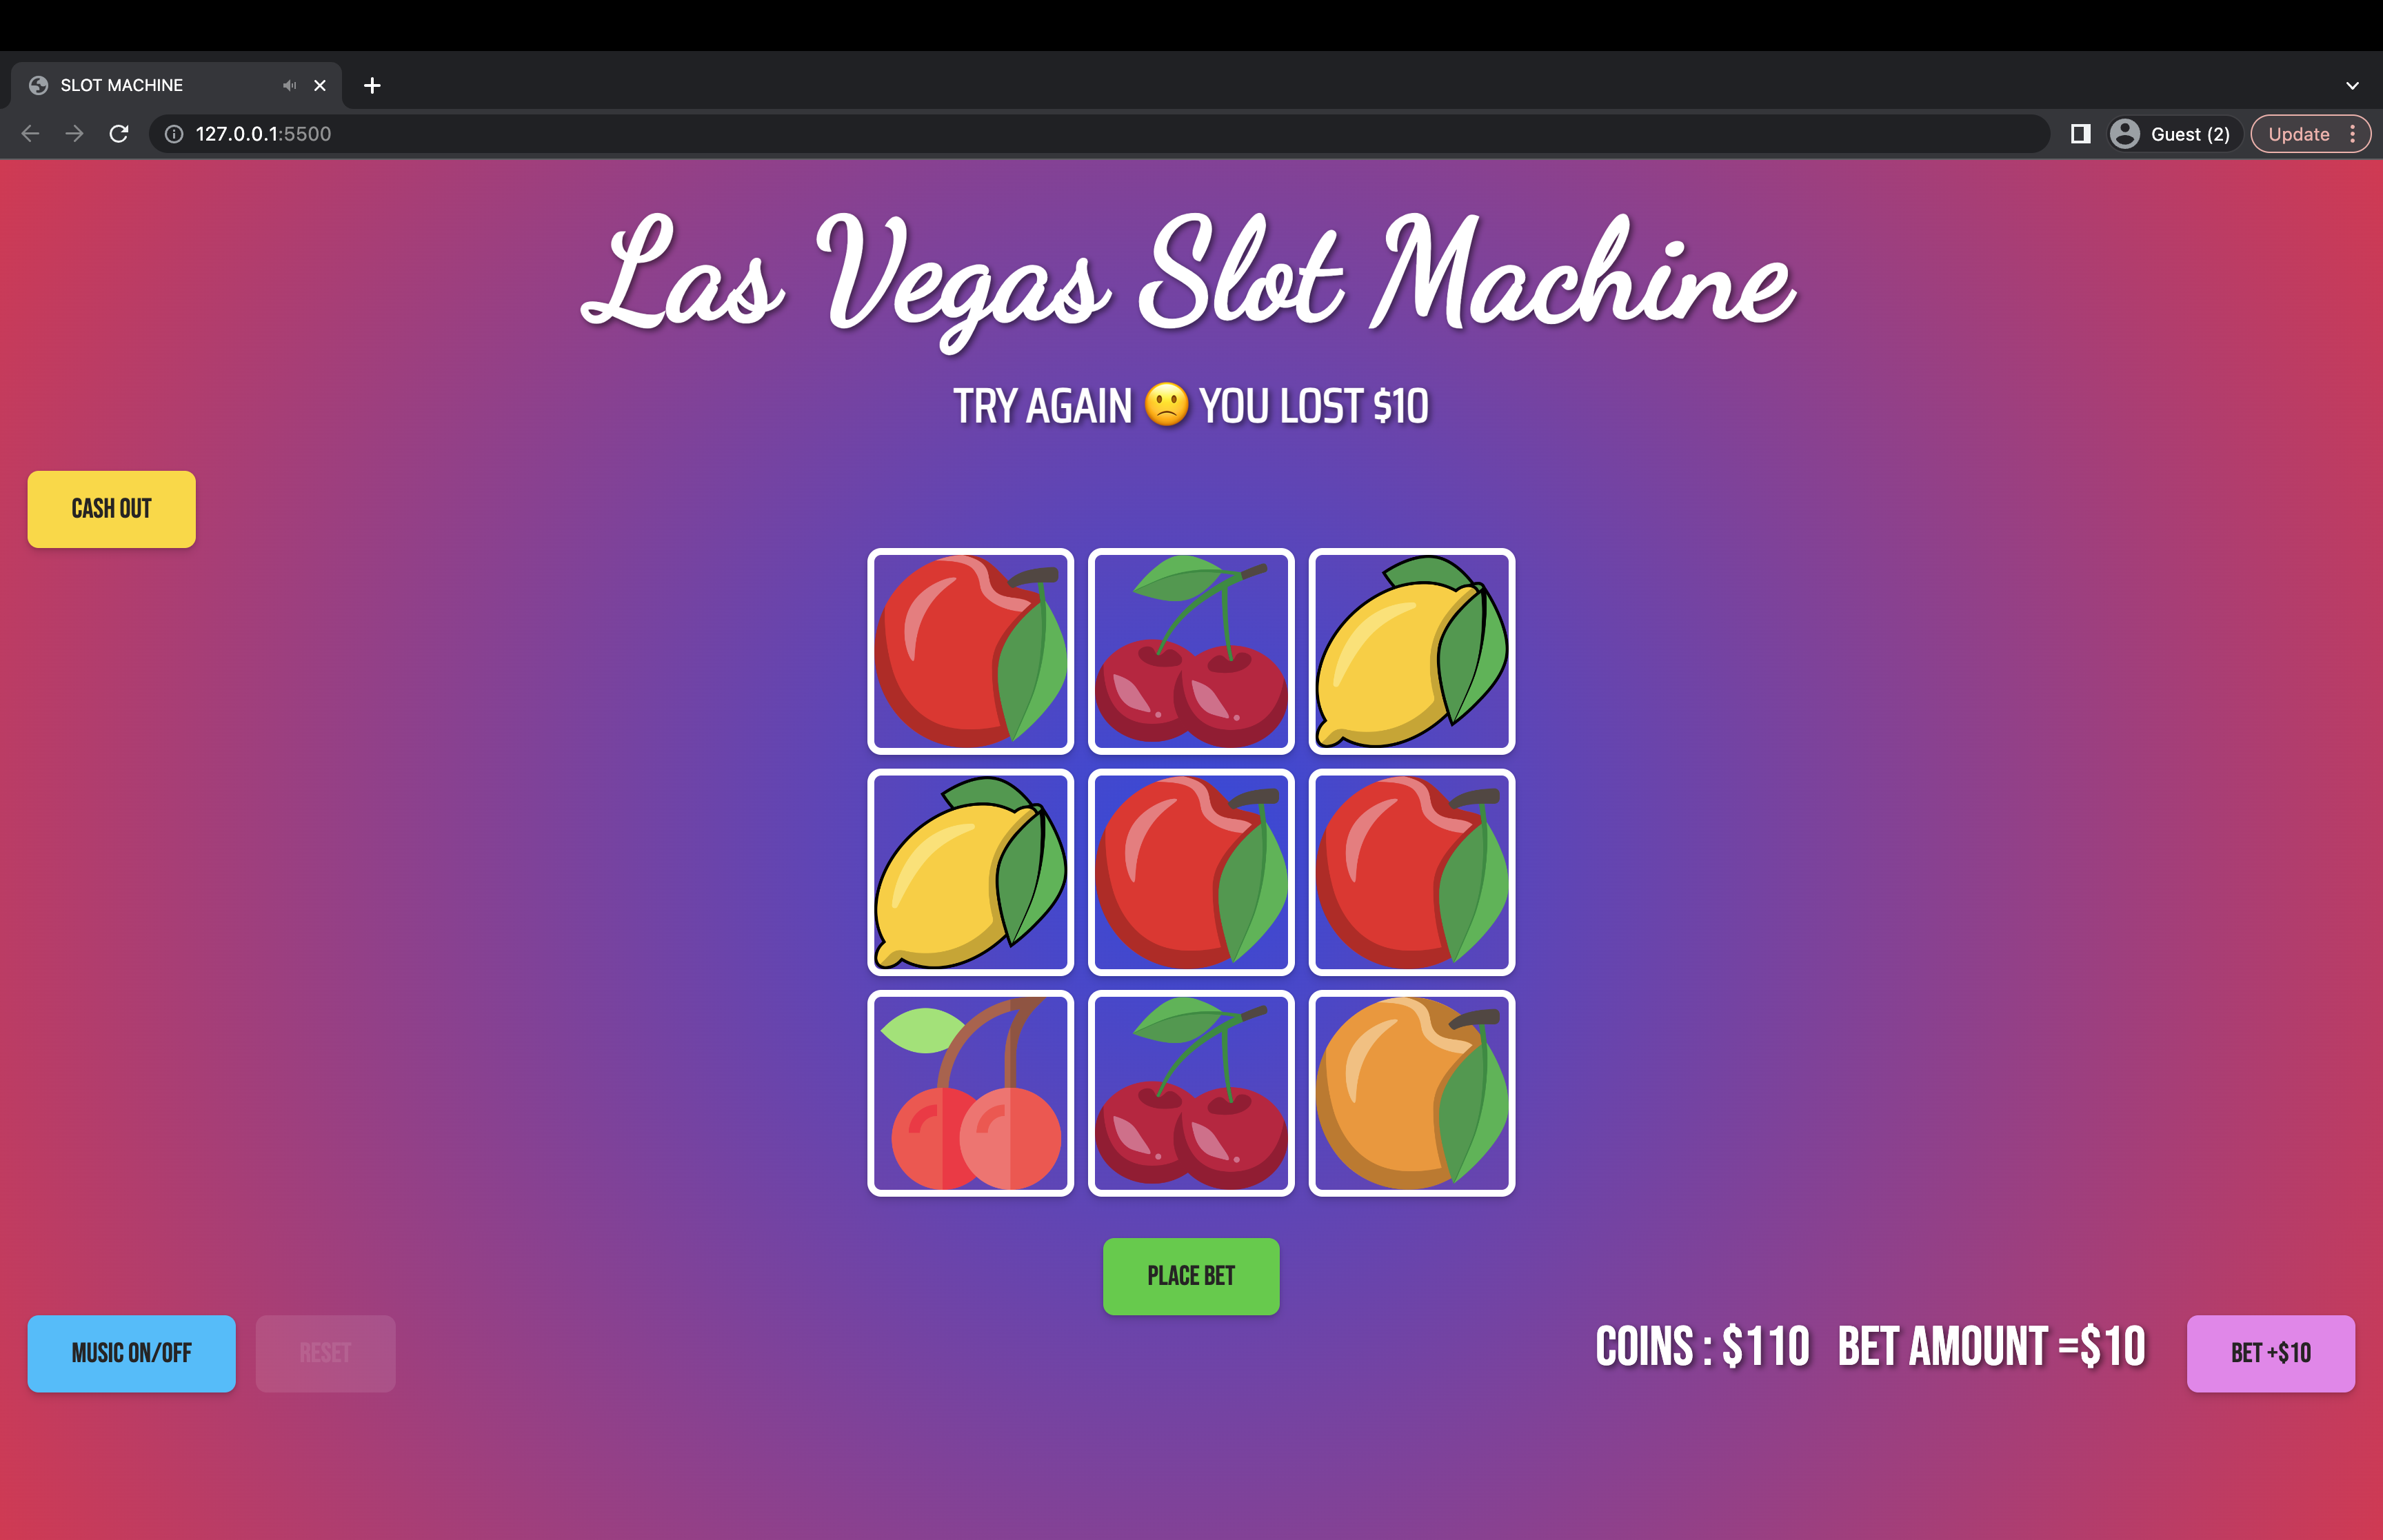 SLOT MACHINE
127.0.0.1:5500
Guest (2)
Update
Las Vegas Slot Machine
TRY AGAIN 🙁 YOU LOST $10
CASH OUT
PLACE BET
MUSIC ON/OFF
RESET
COINS : $110 BET AMOUNT =$10
BET +$10